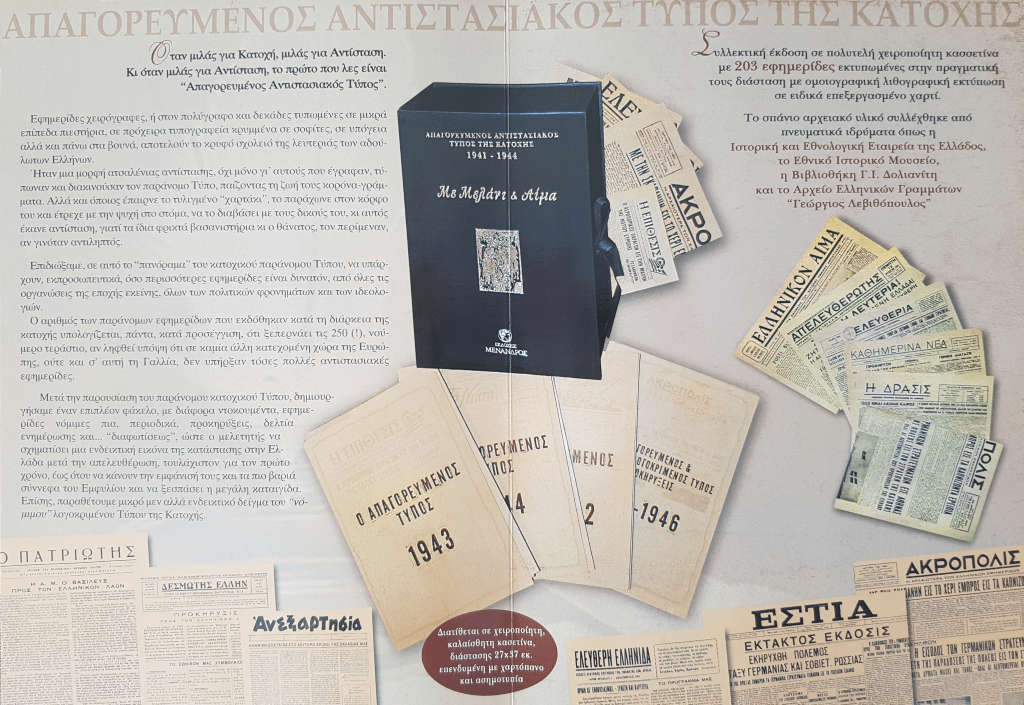 ΑΠΑΓΟΡΕΥΜΕΝΟΣ ΑΝΤΙΣΤΑΣΙΑΚΟΣ ΤΥΠΟΣ ΤΗΣ ΚΑΤΟΧΗΣ
Όταν μιλάς για Κατοχή, μιλάς για Αντίσταση.
Κι όταν μιλάς για Αντίσταση, το πρώτο που λες είναι
“Απαγορευμένος Αντιστασιακός Τύπος”.
Εφημερίδες χειρόγραφες, ή στον πολύγραφο και δεκάδες τυπωμένες σε μικρά
επίπεδα πιεστήρια, σε πρόχειρα τυπογραφεία κρυμμένα σε σοφίτες, σε υπόγεια
αλλά και πάνω στα βουνά, αποτελούν το κρυφό σχολειό της λευτεριάς των αδού-
λωτων Ελλήνων.
Ήταν μια μορφή ατσαλένιας αντίστασης, όχι μόνο γι’ αυτούς που έγραφαν, τύ-
πωναν και διακινούσαν τον παράνομο Τύπο, παίζοντας τη ζωή τους κορόνα-γράμ-
ματα. Αλλά και όποιος έπαιρνε το τυλιγμένο “χαρτάκι”, το παράχωνε στον κόρφο
του και έτρεχε με την ψυχή στο στόμα, να το διαβάσει με τους δικούς του, κι αυτός
έκανε αντίσταση, γιατί τα ίδια φρικτά βασανιστήρια κι ο θάνατος, τον περίμεναν,
αν γινόταν αντιληπτός.
Επιδιώξαμε, σε αυτό το “πανόραμα” του κατοχικού παράνομου Τύπου, να υπάρ-
χουν, εκπροσωπευτικά, όσο περισσότερες εφημερίδες είναι δυνατόν, από όλες τις
οργανώσεις της εποχής εκείνης, όλων των πολιτικών φρονημάτων και των ιδεολο-
γιών.
Ο αριθμός των παράνομων εφημερίδων που εκδόθηκαν κατά τη διάρκεια της
κατοχής υπολογίζεται, πάντα, κατά προσέγγιση, ότι ξεπερνάει τις 250 (!), νού-
μερο τεράστιο, αν ληφθεί υπόψη ότι σε καμία άλλη κατεχομένη χώρα της Ευρώ-
πης, ούτε και σ’ αυτή τη Γαλλία, δεν υπήρξαν τόσες πολλές αντιστασιακές
εφημερίδες.
Μετά την παρουσίαση του παράνομου κατοχικού Τύπου, δημιουρ-
γήσαμε έναν επιπλέον φάκελο, με διάφορα ντοκουμέντα, εφημε-
ρίδες νόμιμες πια, περιοδικά, προκηρύξεις, δελτία
ενημέρωσης και... “διαφωτίσεως”, ώστε ο μελετητής να
σχηματίσει μια ενδεικτική εικόνα της κατάστασης στην Ελ-
λάδα μετά την απελευθέρωση, τουλάχιστον για τον πρώτο
χρόνο, έως ότου να κάνουν την εμφάνισή τους και τα πιο βαριά
σύννεφα του Εμφυλίου και να ξεσπάσει η μεγάλη καταιγίδα.
Επίσης, παραθέτουμε μικρό μεν αλλά ενδεικτικό δείγμα του “νό-
μιμου” λογοκριμένου Τύπου της Κατοχής.
Συλλεκτική έκδοση σε πολυτελή χειροποίητη κασσετίνα
με 203 εφημερίδες εκτυπωμένες στην πραγματική
τους διάσταση με ομοιογραφική λιθογραφική εκτύπωση
σε ειδικά επεξεργασμένο χαρτί.
Το σπάνιο αρχειακό υλικό συλλέχθηκε από
πνευματικά ιδρύματα όπως η
Ιστορική και Εθνολογική Εταιρεία της Ελλάδος,
το Εθνικό Ιστορικό Μουσείο,
η Βιβλιοθήκη Γ.Ι. Δολιανίτη
και το Αρχείο Ελληνικών Γραμμάτων
“Γεώργιος Λεβιθόπουλος”
ΑΠΑΓΟΡΕΥΜΕΝΟΣ ΑΝΤΙΣΤΑΣΙΑΚΟΣ
ΤΥΠΟΣ ΤΗΣ ΚΑΤΟΧΗΣ
1941 - 1944
Με Μελάνι & Αίμα
ΕΚΔΟΣΕΙΣ
ΜΕΝΑΝΔΡΟΣ
ΑΚΡΟ
Η ΕΠΙΘΕΣΙΣ
ΕΛΛΗΝΙΚΟΝ ΑΙΜΑ
ΑΠΕΛΕΥΘΕΡΩΤΗΣ
ΕΛΕΥΘΕΡΙΑ
ΚΑΘΗΜΕΡΙΝΑ ΝΕΑ
Η ΔΡΑΣΙΣ
ΠΟΛΙΣ
Ο ΑΠΑΓΟΡΕΥΜΕΝΟΣ
ΤΥΠΟΣ
1943
ΡΕΥΜΕΝΟΣ
ΠΟΣ
44
ΜΕΝΟΣ
2
ΟΡΕΥΜΕΝΟΣ &
ΟΓΟΚΡΙΜΕΝΟΣ ΤΥΠΟΣ
ΟΚΗΡΥΞΕΙΣ
-1946
Διατίθεται σε χειροποίητη,
καλαίσθητη κασετίνα,
διάστασης 27x37 εκ.
επενδυμένη με χαρτόπανο
και ασημοτυπία
Ο ΠΑΤΡΙΩΤΗΣ
Η Α. Μ. Ο ΒΑΣΙΛΕΥΣ
ΠΡΟΣ ΤΟΝ ΕΛΛΗΝΙΚΟΝ ΛΑΟΝ
ΔΕΣΜΩΤΗΣ ΕΛΛΗΝ
ΠΡΟΚΗΡΥΞΙΣ
Ανεξαρτησία
ΕΛΕΥΘΕΡΗ ΕΛΛΗΝΙΔΑ
ΕΣΤΙΑ
ΕΚΤΑΚΤΟΣ ΕΚΔΟΣΙΣ
ΕΚΗΡΥΧΘΗ ΠΟΛΕΜΟΣ
ΤΑΞΥ ΓΕΡΜΑΝΙΑΣ ΚΑΙ ΣΟΒΙΕΤ ΡΩΣΣΙΑΣ
ΑΚΡΟΠΟΛΙΣ